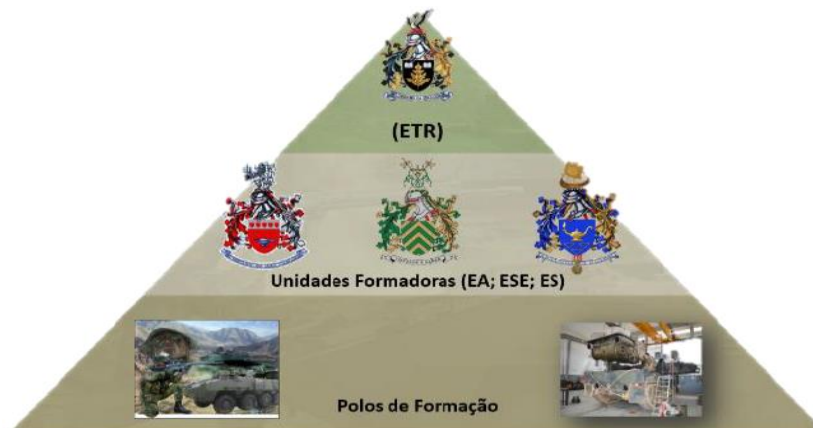 (ETR)
Unidades Formadoras (EA; ESE; ES)
Polos de Formação